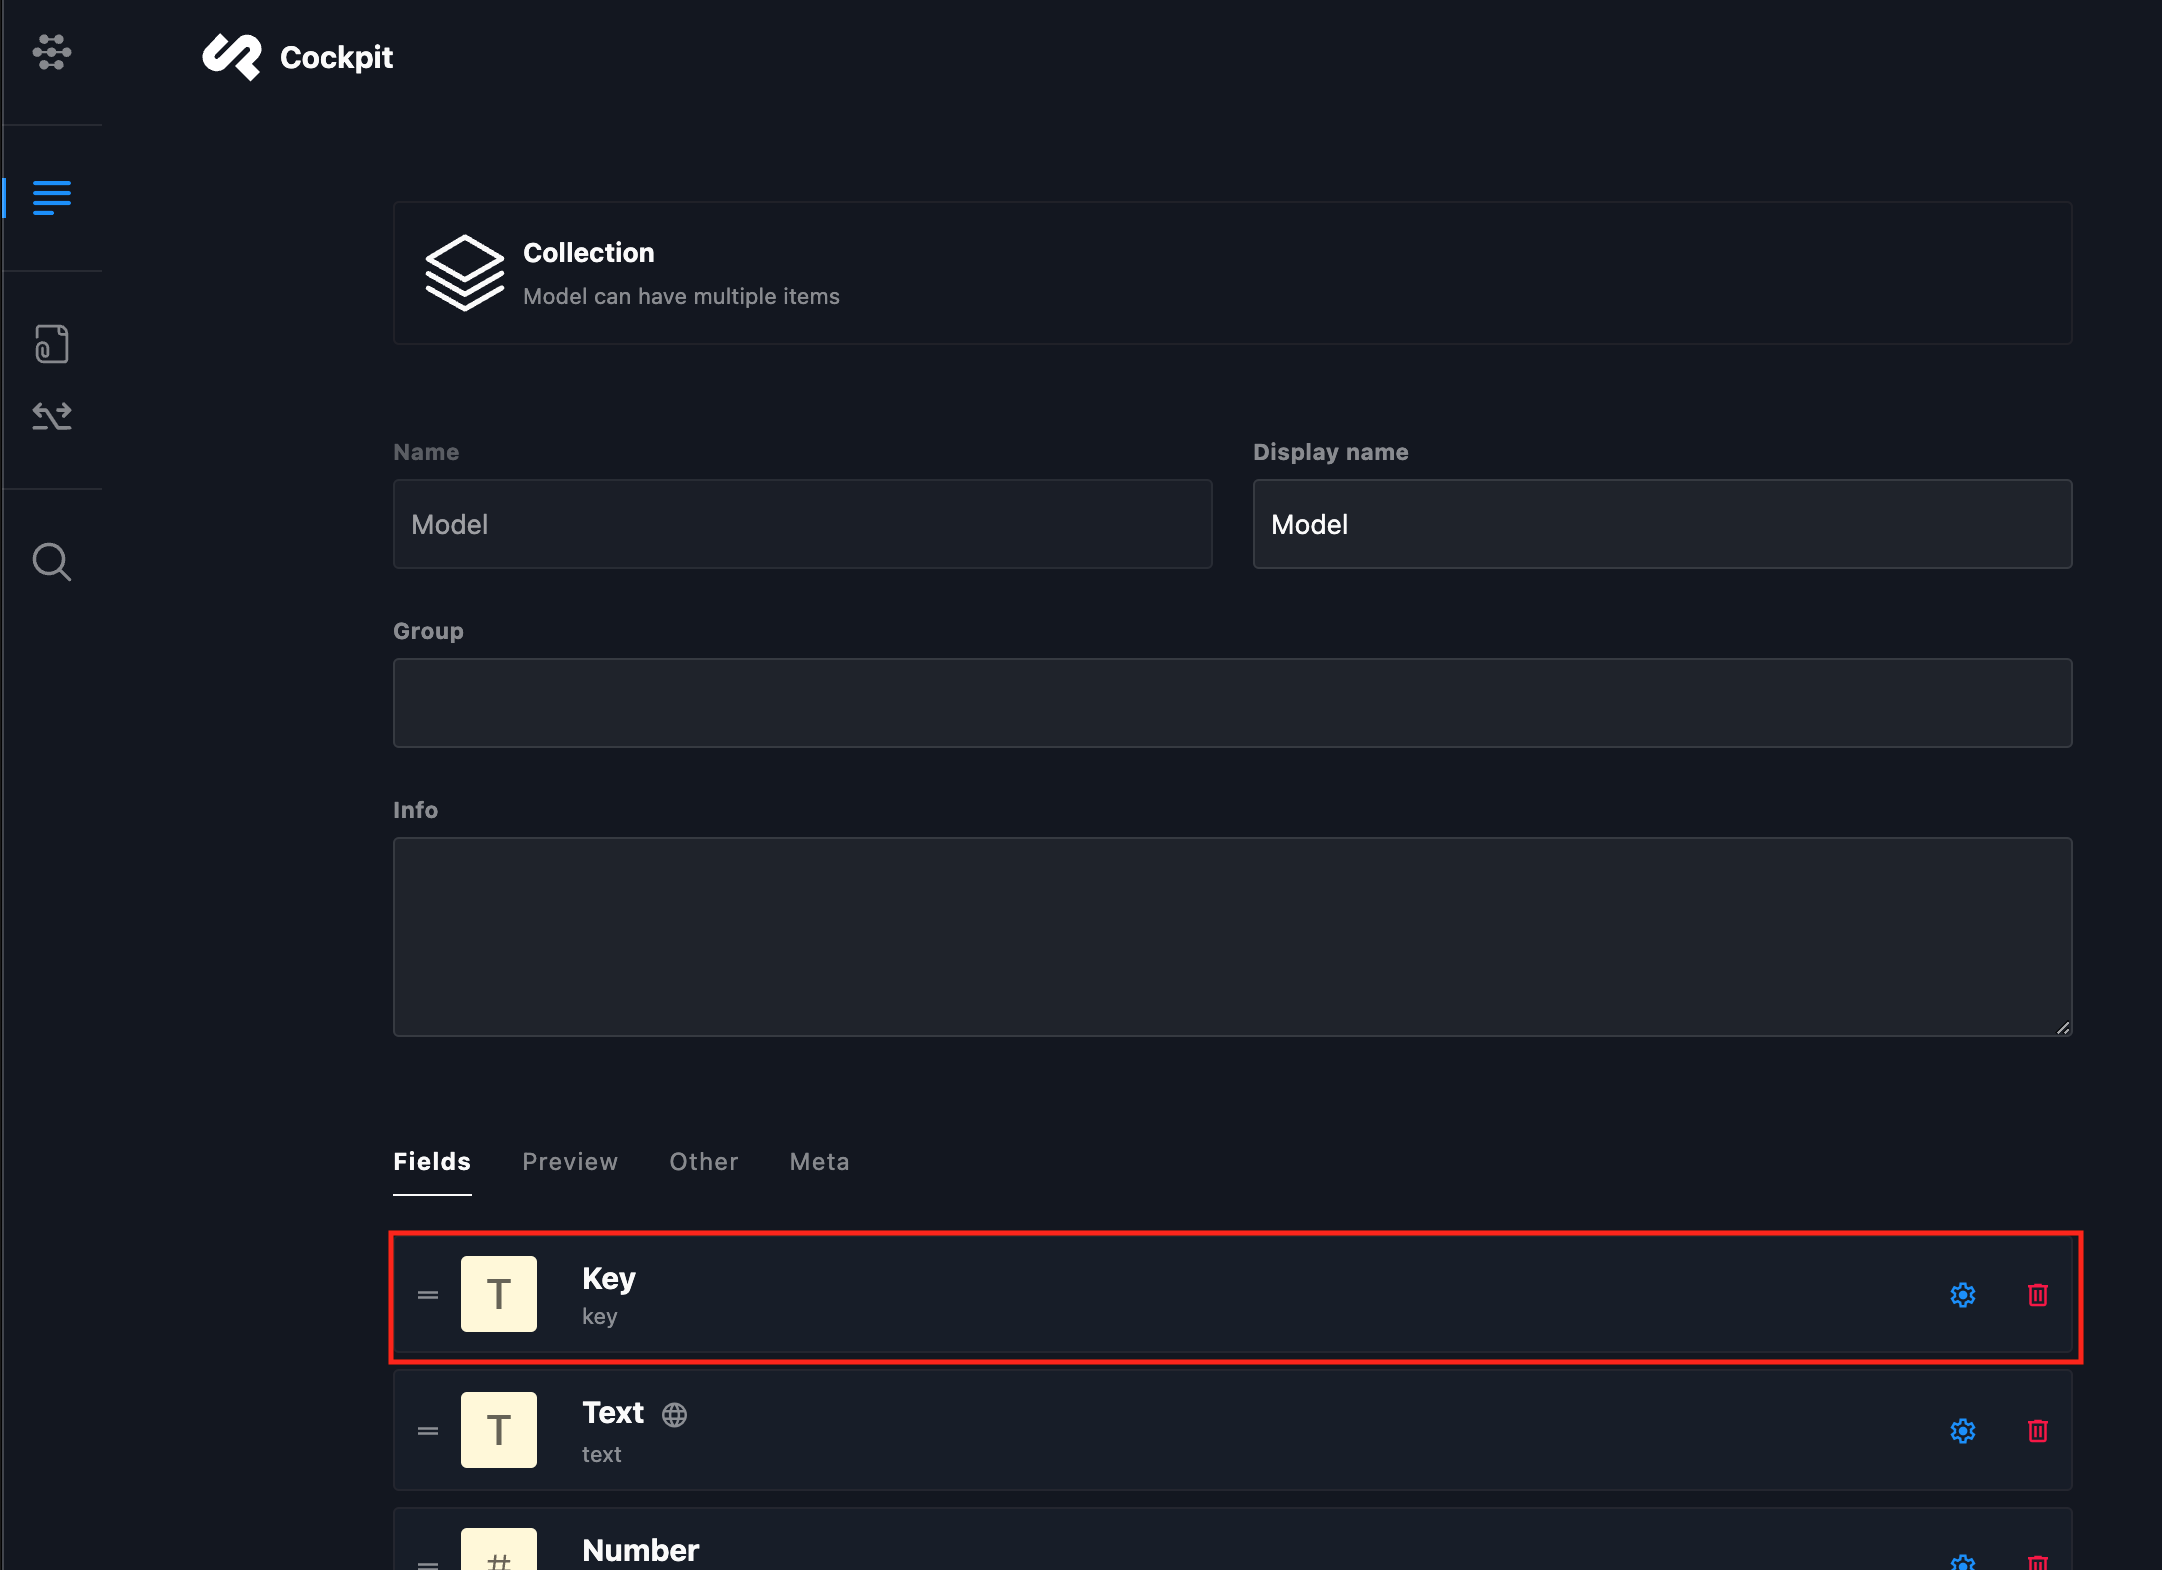 Cockpit
Collection
Model can have multiple items
Name
Display name
Model
Model
Group
Info
Fields Preview Other Meta
T
Key
key
T
Text
text
#
Number